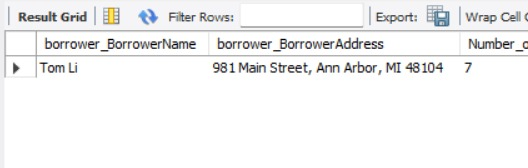 Result Grid Filter Rows: Export: Wrap Cell C
borrower_BorrowerName borrower_BorrowerAddress Number_o
Tom Li 981 Main Street, Ann Arbor, MI 48104 7